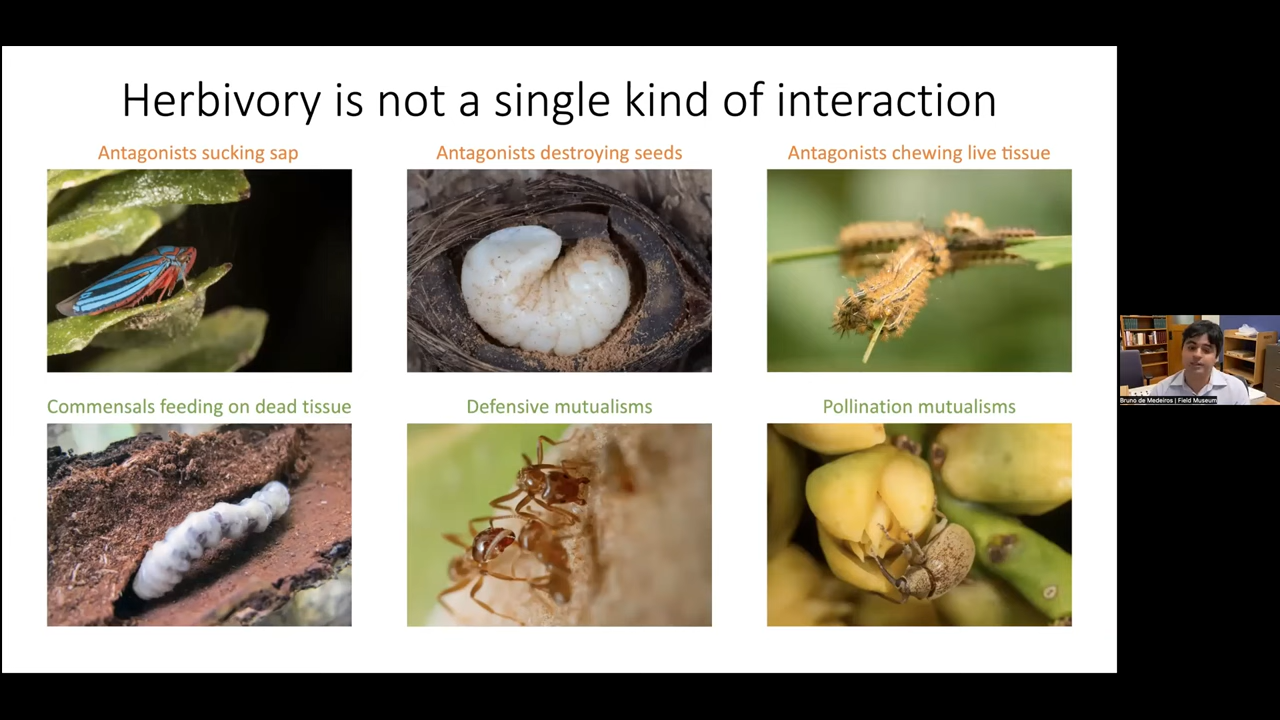 Herbivory is not a single kind of interaction
Antagonists sucking sap
Antagonists destroying seeds
Antagonists chewing live tissue
Commensals feeding on dead tissue
Defensive mutualisms
Pollination mutualisms
Bruno de Medeiros | Field Museum